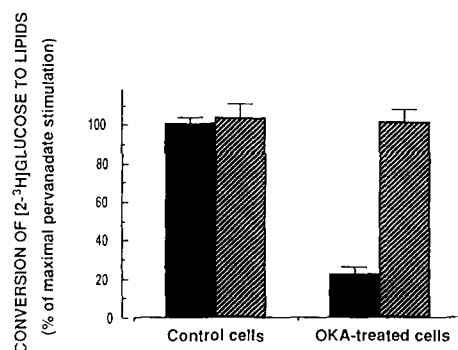 CONVERSION OF [2-³H]GLUCOSE TO LIPIDS
(% of maximal pervanadate stimulation)
100
80
60
40
20
0
Control cells
OKA-treated cells